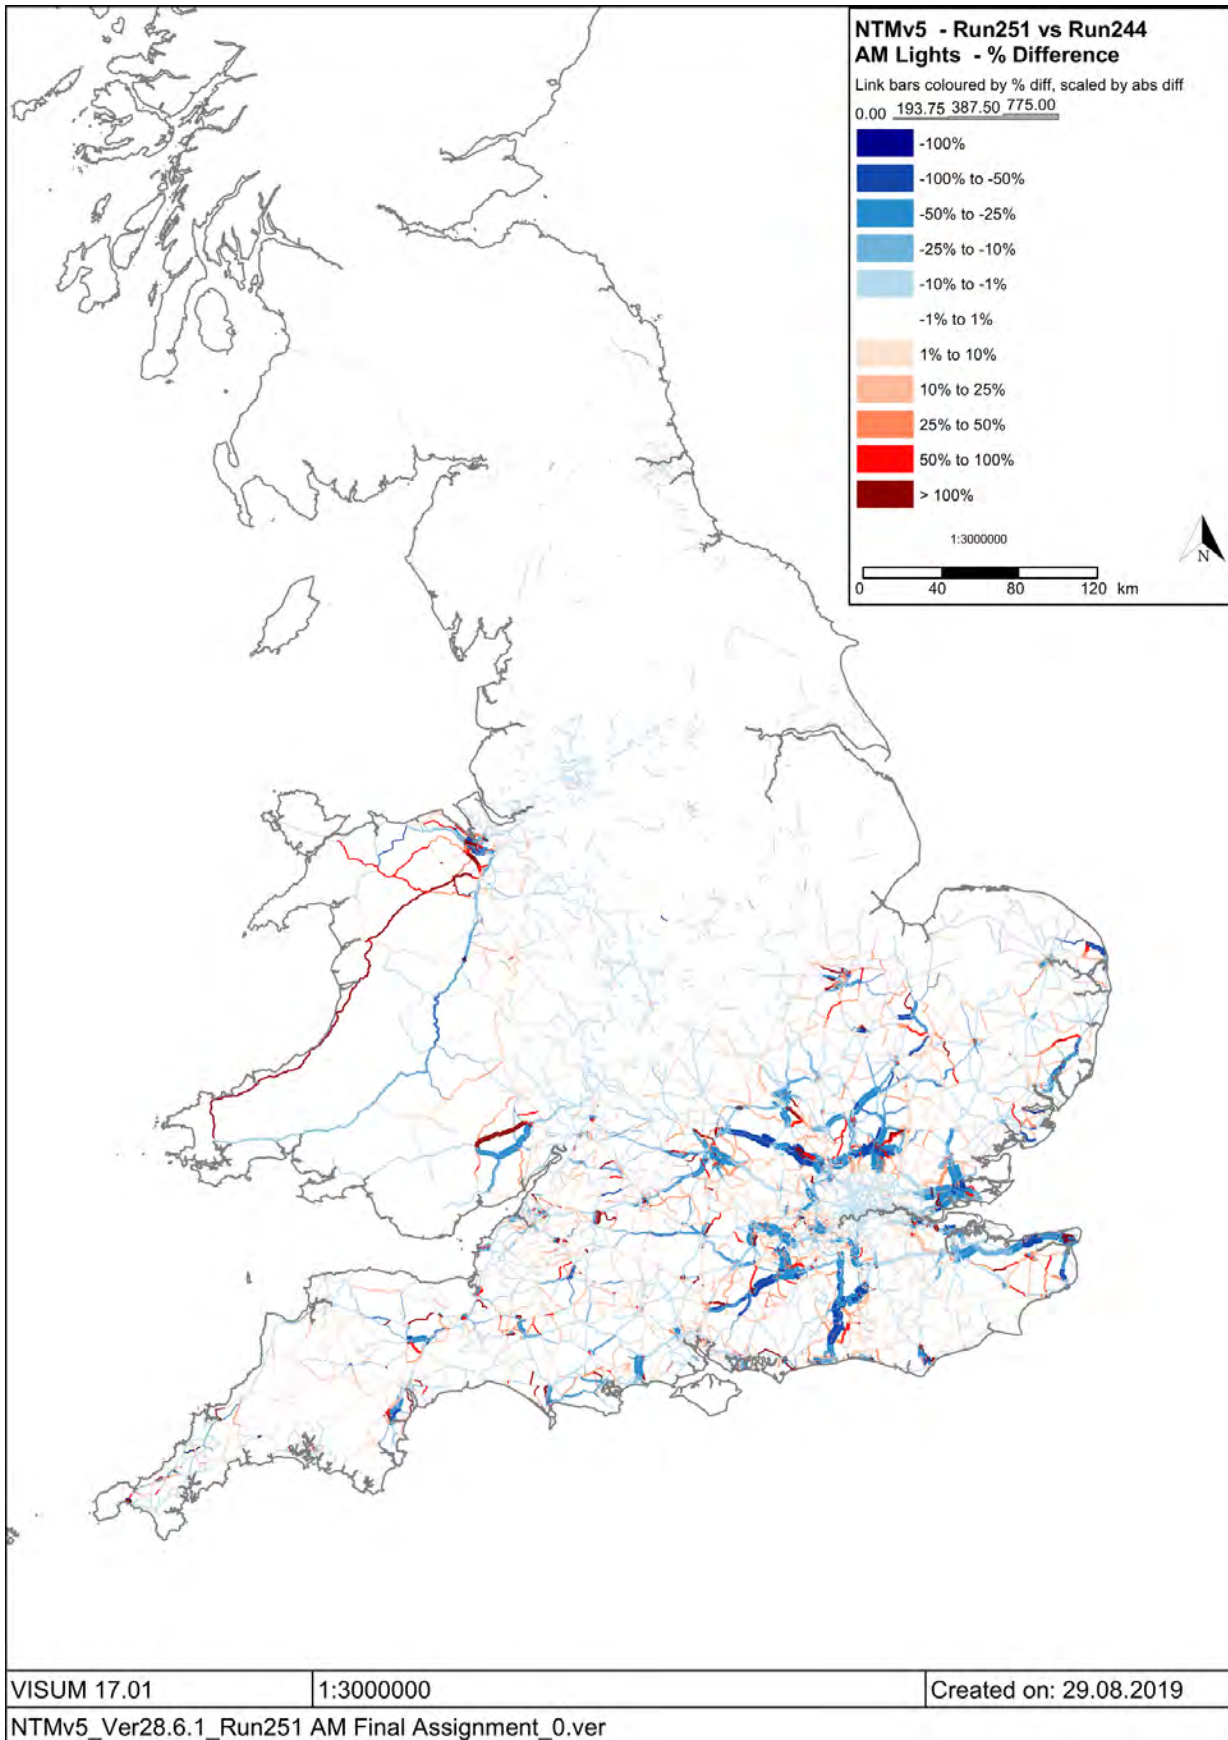 NTMv5 - Run251 vs Run244
AM Lights - % Difference
Link bars coloured by % diff, scaled by abs diff
0.00 193.75 387.50 775.00
-100%
-100% to -50%
-50% to -25%
-25% to -10%
-10% to -1%
-1% to 1%
1% to 10%
10% to 25%
25% to 50%
50% to 100%
> 100%
1:3000000
N
0 40 80 120 km
VISUM 17.01 1:3000000 Created on: 29.08.2019
NTMv5_Ver28.6.1_Run251 AM Final Assignment_0.ver